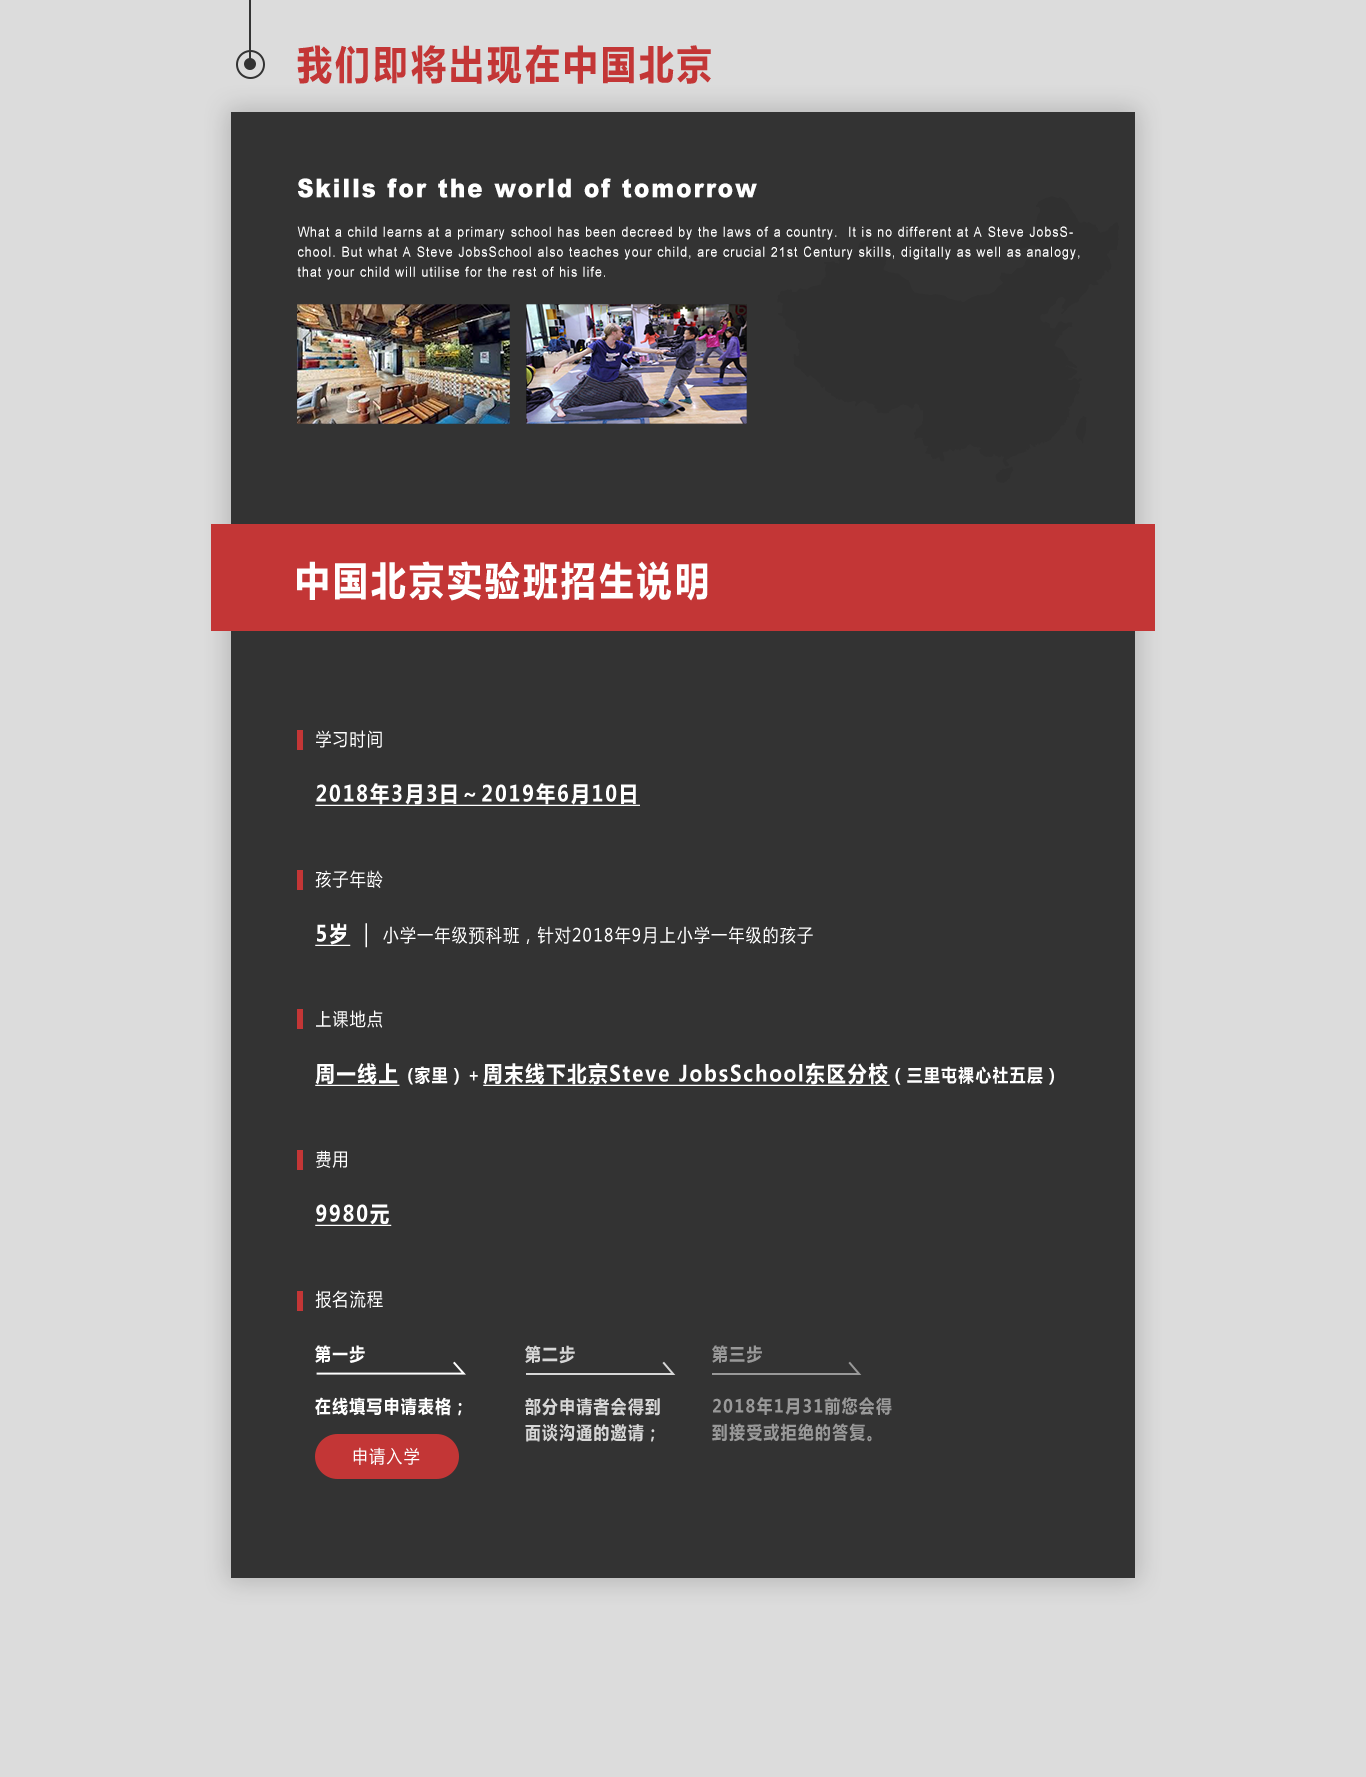 我们即将出现在中国北京
Skills for the world of tomorrow
What a child learns at a primary school has been decreed by the laws of a country.  It is no different at A Steve JobsS-
chool. But what A Steve JobsSchool also teaches your child, are crucial 21st Century skills, digitally as well as analogy,
that your child will utilise for the rest of his life.
中国北京实验班招生说明
学习时间
2018年3月3日~2019年6月10日
孩子年龄
5岁 | 小学一年级预科班，针对2018年9月上小学一年级的孩子
上课地点
周一线上 (家里）+ 周末线下北京Steve JobsSchool东区分校（三里屯裸心社五层）
费用
9980元
报名流程
第一步
在线填写申请表格；
申请入学
第二步
部分申请者会得到
面谈沟通的邀请；
第三步
2018年1月31前您会得
到接受或拒绝的答复。